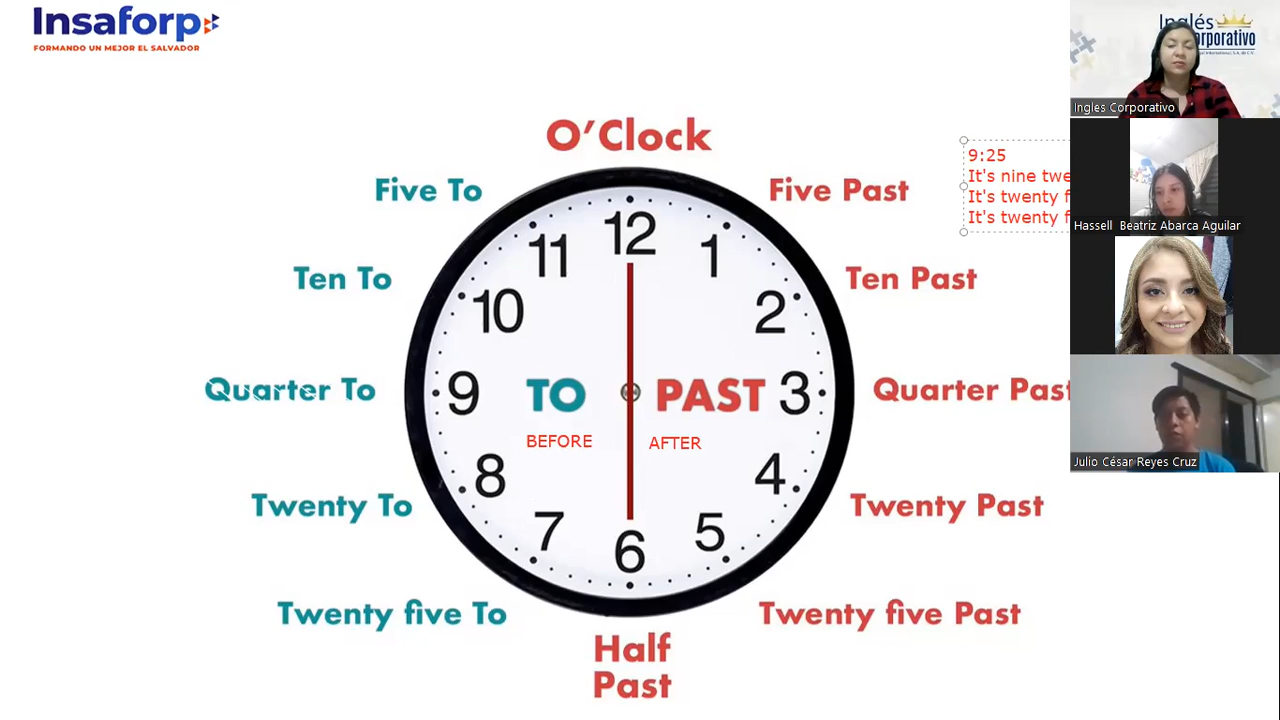 Insaforp
FORMANDO UN MEJOR EL SALVADOR
Inglés
Ingles Corporativo
O'Clock
Five To
Five Past
9:25
It's nine
It's twenty
It's twenty
Hassell Beatriz Abarca Aguilar
Ten To
Ten Past
12
11
1
10
2
Quarter To
9
TO
PAST
3
Quarter Past
BEFORE
AFTER
Julio César Reyes Cruz
8
4
Twenty To
Twenty Past
7
5
6
Twenty five To
Twenty five Past
Half
Past